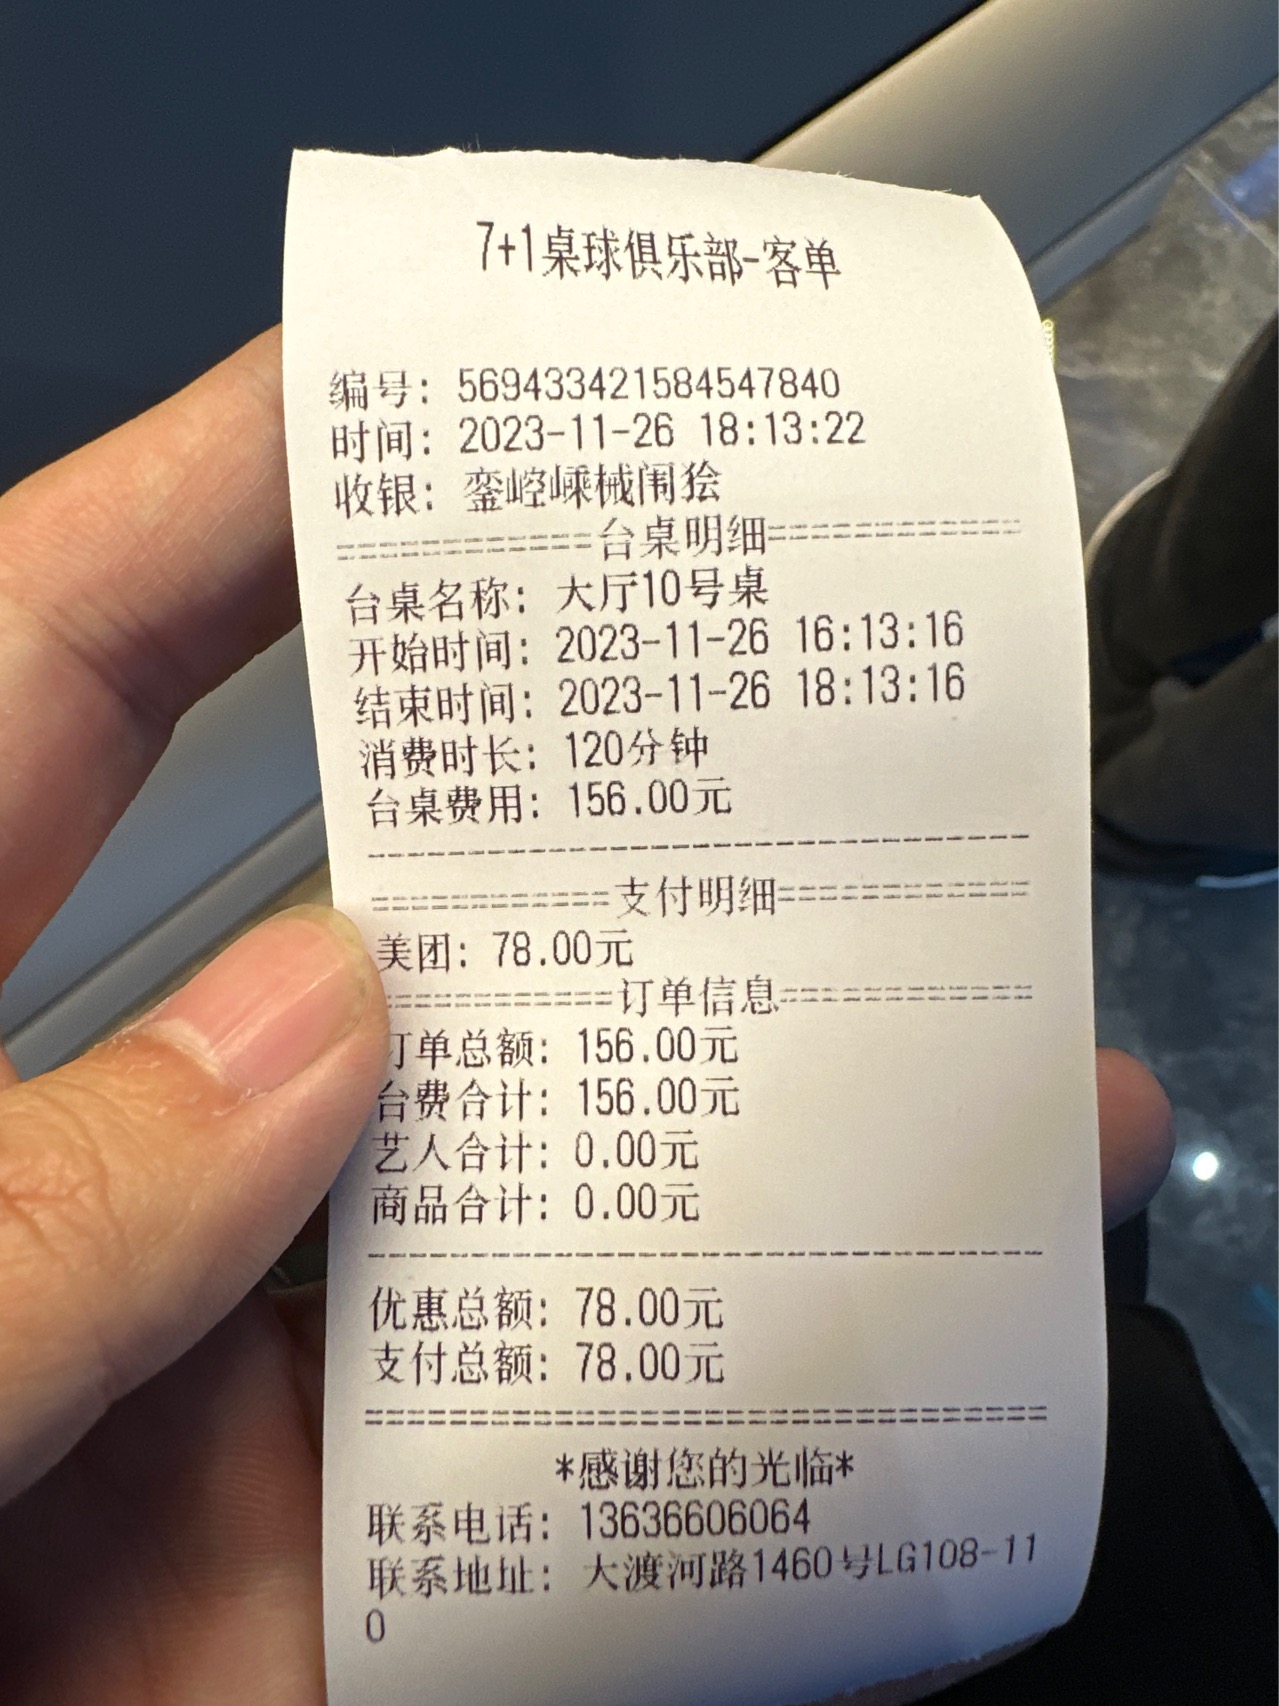 7+1桌球俱乐部-客单
编号: 569433421584547840
时间: 2023-11-26 18:13:22
收银: 銮崆嵊械闱狯
============台桌明细============
台桌名称: 大厅10号桌
开始时间: 2023-11-26 16:13:16
结束时间: 2023-11-26 18:13:16
消费时长: 120分钟
台桌费用: 156.00元
--------------------------------
============支付明细============
美团: 78.00元
============订单信息============
订单总额: 156.00元
台费合计: 156.00元
艺人合计: 0.00元
商品合计: 0.00元
--------------------------------
优惠总额: 78.00元
支付总额: 78.00元
================================
*感谢您的光临*
联系电话: 13636606064
联系地址: 大渡河路1460号LG108-11
0